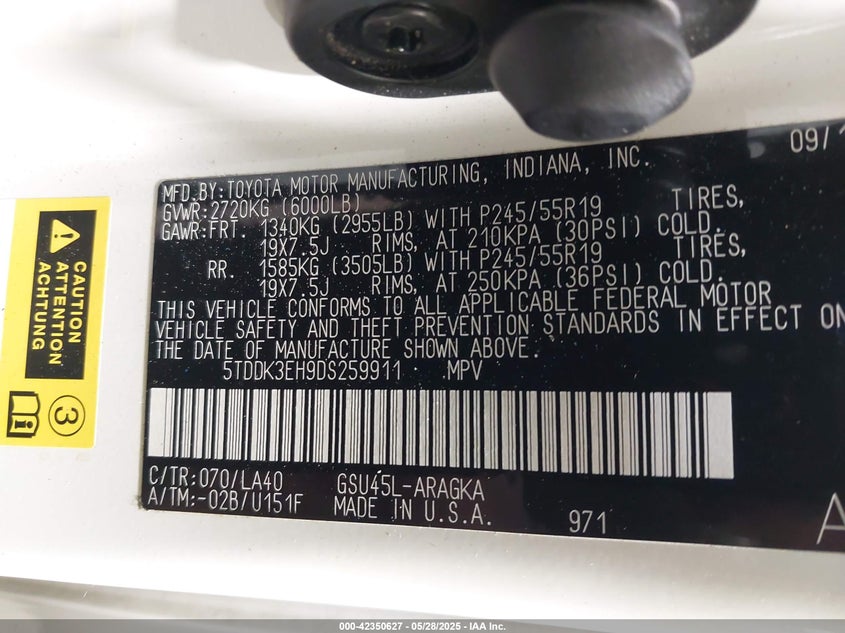 09/1
MFD.BY:TOYOTA MOTOR MANUFACTURING, INDIANA, INC.
GVWR:2720KG (6000LB)
GAWR:FRT. 1340KG (2955LB) WITH P245/55R19 TIRES,
19X7.5J RIMS, AT 210KPA (30PSI) COLD.
RR. 1585KG (3505LB) WITH P245/55R19 TIRES,
19X7.5J RIMS, AT 250KPA (36PSI) COLD.
THIS VEHICLE CONFORMS TO ALL APPLICABLE FEDERAL MOTOR
VEHICLE SAFETY AND THEFT PREVENTION STANDARDS IN EFFECT ON
THE DATE OF MANUFACTURE SHOWN ABOVE.
5TDDK3EH9DS259911 MPV
C/TR:070/LA40 GSU45L-ARAGKA
A/TM:-02B/U151F MADE IN U.S.A. 971
A
CAUTION
ATTENTION
ACHTUNG
3
000-42350627 - 05/28/2025 - IAA Inc.